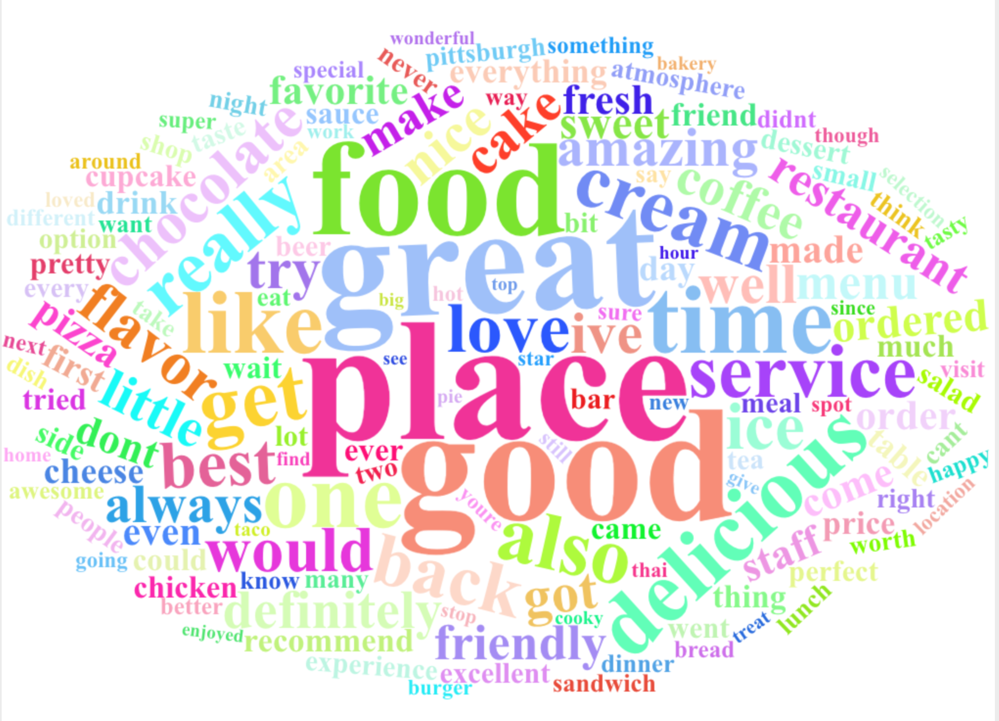 wonderful
pittsburgh
something
never
special
everything
bakery
atmosphere
favorite
make
way
cake
fresh
night
sauce
nice
sweet
friend
didnt
super
taste
chocolate
work
amazing
dessert
though
shop
area
food
around
cupcake
say
coffee
restaurant
small
selection
cream
loved
drink
really
think
different
want
bit
tasty
option
beer
great
hour
made
pretty
try
day
top
well
menu
every
flavor
eat
big
hot
like
take
love
ive
sure
time
since
ordered
pizza
next
first
much
wait
see
star
place
service
visit
dish
little
get
salad
tried
pie
bar
new
meal
spot
side
dont
lot
ice
order
still
good
delicious
table
cant
home
best
find
ever
two
tea
happy
cheese
give
come
awesome
always
one
youre
right
location
people
even
taco
also
came
price
worth
would
going
could
back
thai
staff
perfect
chicken
know
many
got
thing
lunch
better
definitely
stop
cooky
enjoyed
recommend
friendly
went
treat
bread
experience
excellent
dinner
burger
sandwich